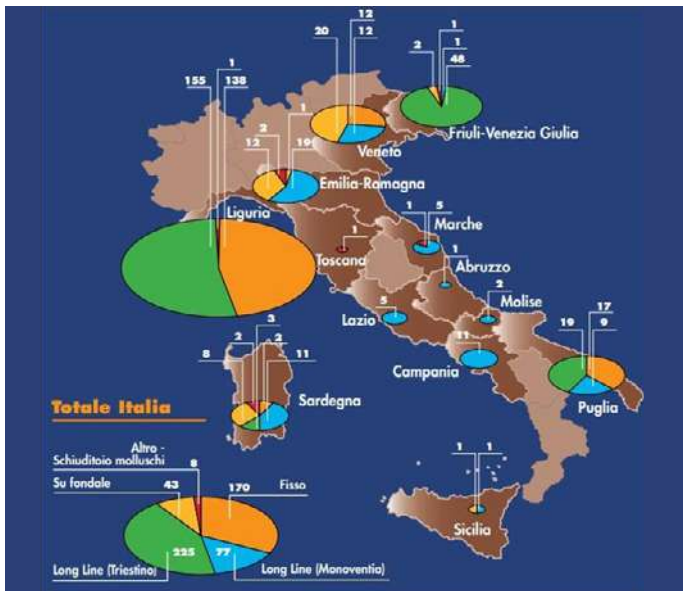 12
20
12
1
2
1
48
Friuli-Venezia Giulia
Veneto
1
155
138
1
2
12
19
Emilia-Romagna
Liguria
1
5
Marche
1
Toscana
1
Abruzzo
2
Molise
5
Lazio
11
Campania
17
19
9
Puglia
3
2
2
8
11
Sardegna
1
1
Sicilia
Totale Italia
Altro -
Schiuditoio molluschi
8
Su fondale
43
170
Fisso
225
77
Long Line (Triestino)
Long Line (Monoventia)